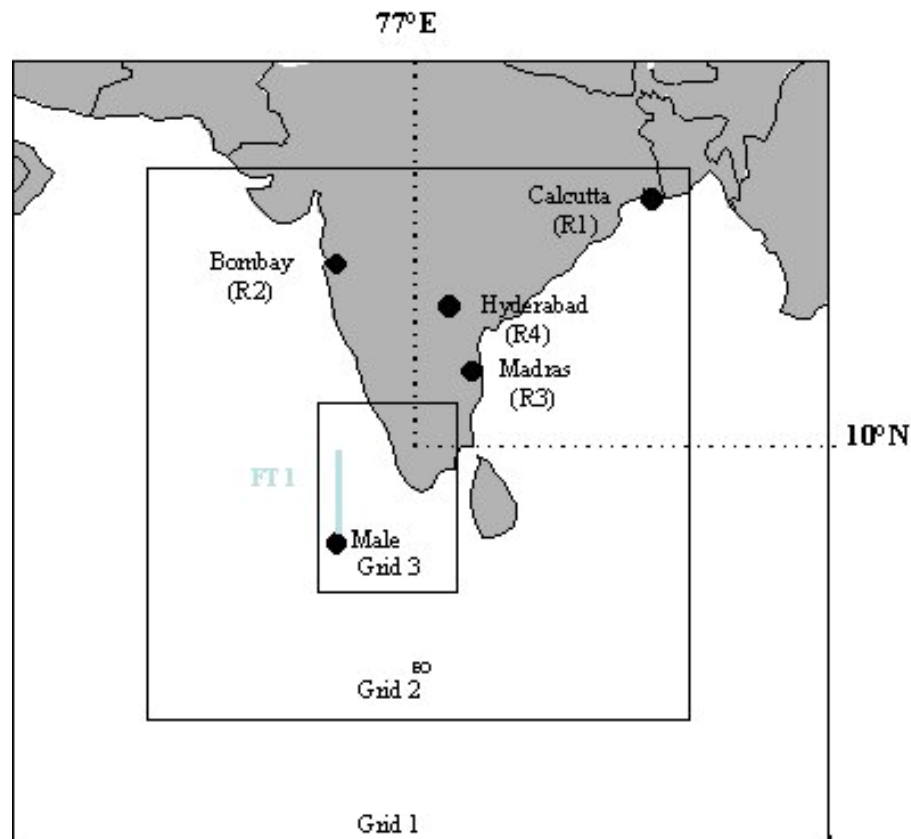 77°E
Calcutta
(R1)
Bombay
(R2)
Hyderabad
(R4)
Madras
(R3)
10°N
FT 1
Male
Grid 3
EO
Grid 2
Grid 1